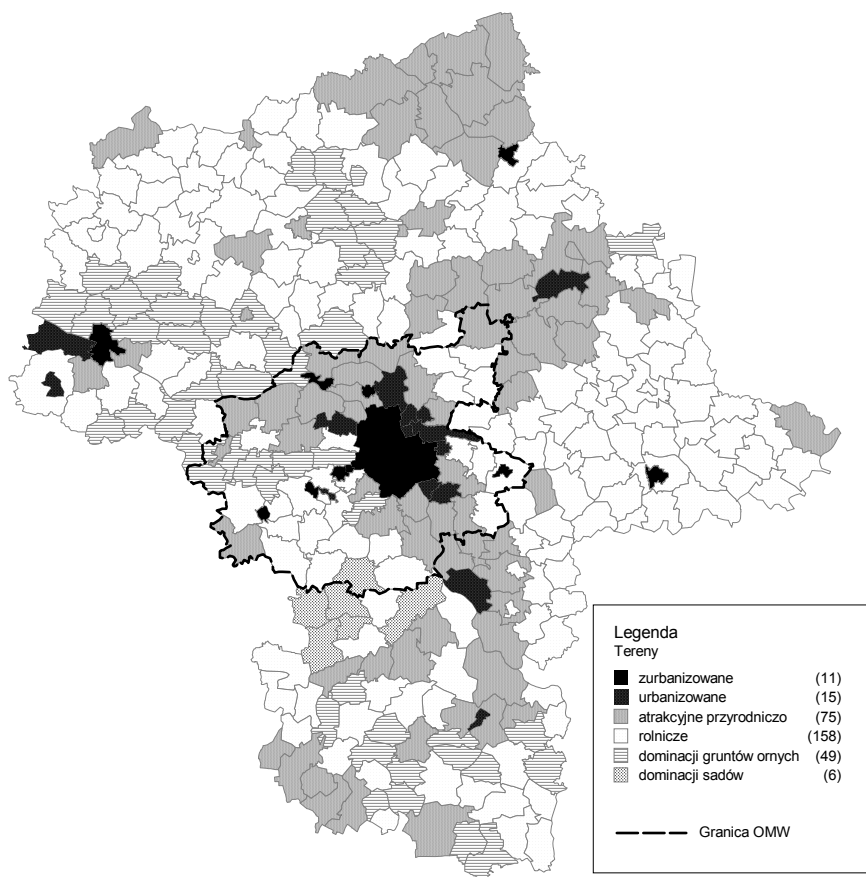 Legenda
Tereny
zurbanizowane (11)
urbanizowane (15)
atrakcyjne przyrodniczo (75)
rolnicze (158)
dominacji gruntów ornych (49)
dominacji sadów (6)
Granica OMW